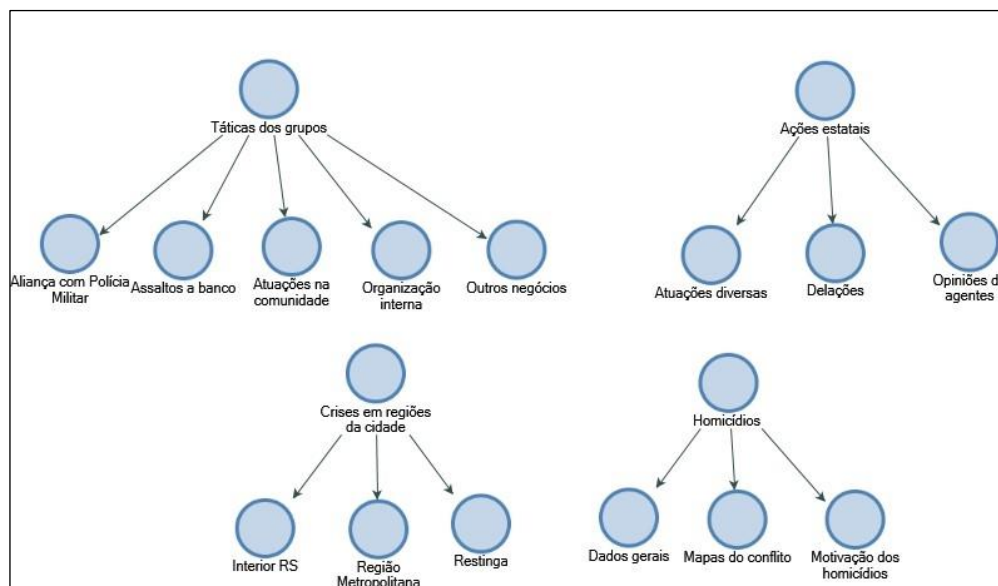 Táticas dos grupos
Ações estatais
Aliança com Polícia
Militar
Assaltos a banco
Atuações na
comunidade
Organização
interna
Outros negócios
Atuações diversas
Delações
Opiniões d
agentes
Crises em regiões
da cidade
Homicídios
Interior RS
Região
Metropolitana
Restinga
Dados gerais
Mapas do conflito
Motivação dos
homicídios